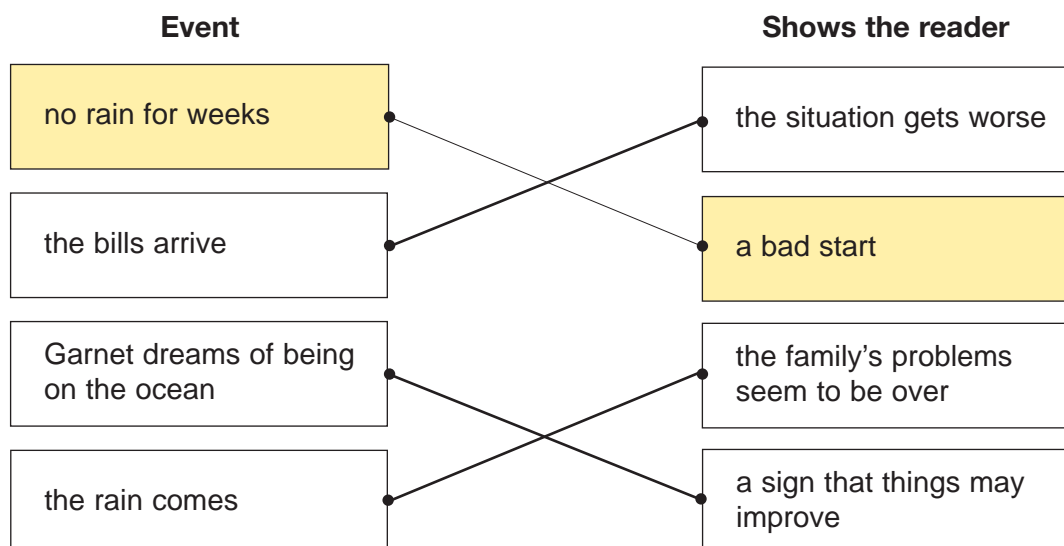 Event
Shows the reader
no rain for weeks
the situation gets worse
the bills arrive
a bad start
Garnet dreams of being
on the ocean
the family’s problems
seem to be over
the rain comes
a sign that things may
improve